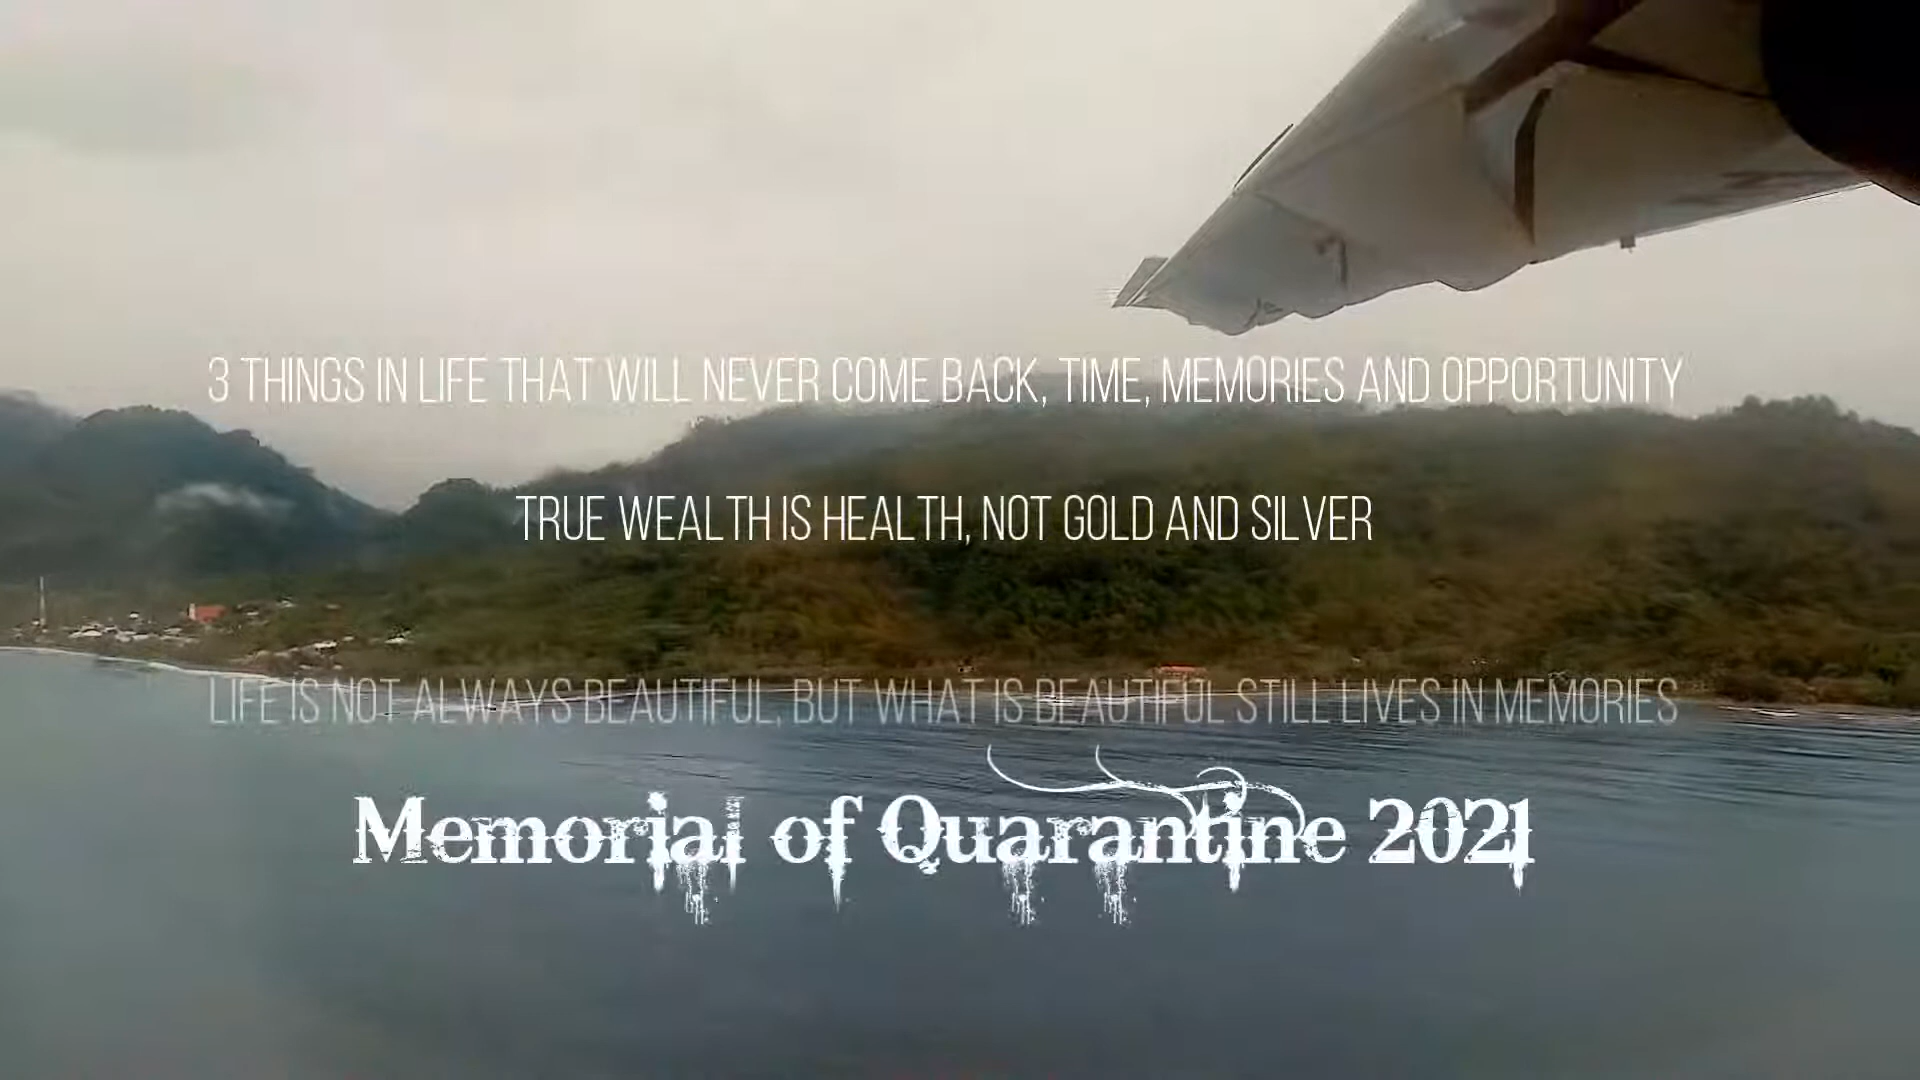 3 THINGS IN LIFE THAT WILL NEVER COME BACK, TIME, MEMORIES AND OPPORTUNITY
TRUE WEALTH IS HEALTH, NOT GOLD AND SILVER
LIFE IS NOT ALWAYS BEAUTIFUL, BUT WHAT IS BEAUTIFUL STILL LIVES IN MEMORIES
Memorial of Quarantine 2021